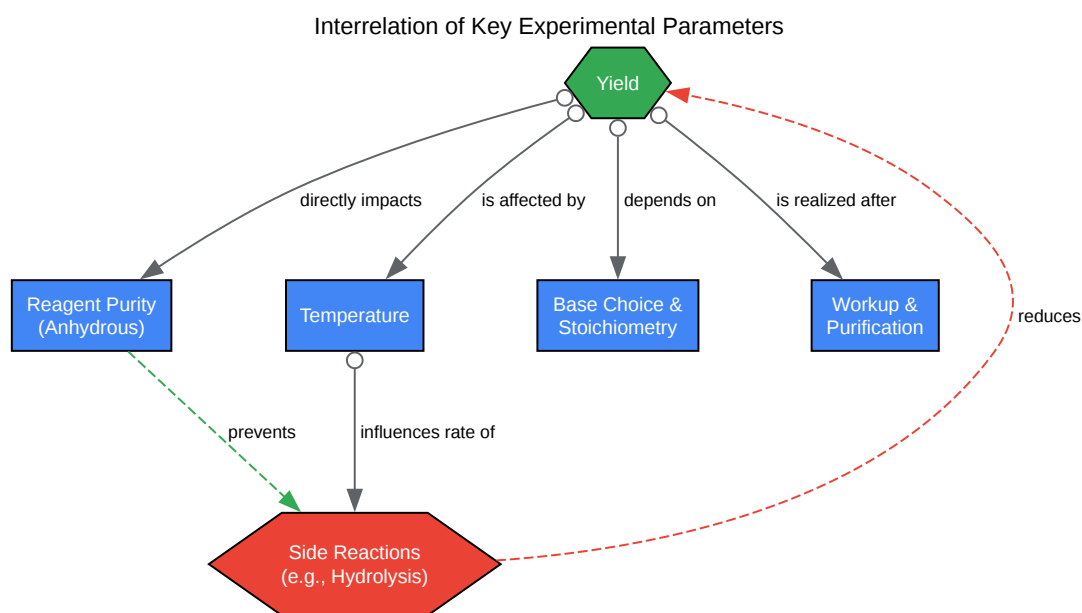 Interrelation of Key Experimental Parameters
Yield
directly impacts
is affected by
depends on
is realized after
Reagent Purity
(Anhydrous)
Temperature
Base Choice &
Stoichiometry
Workup &
Purification
reduces
prevents
influences rate of
Side Reactions
(e.g., Hydrolysis)